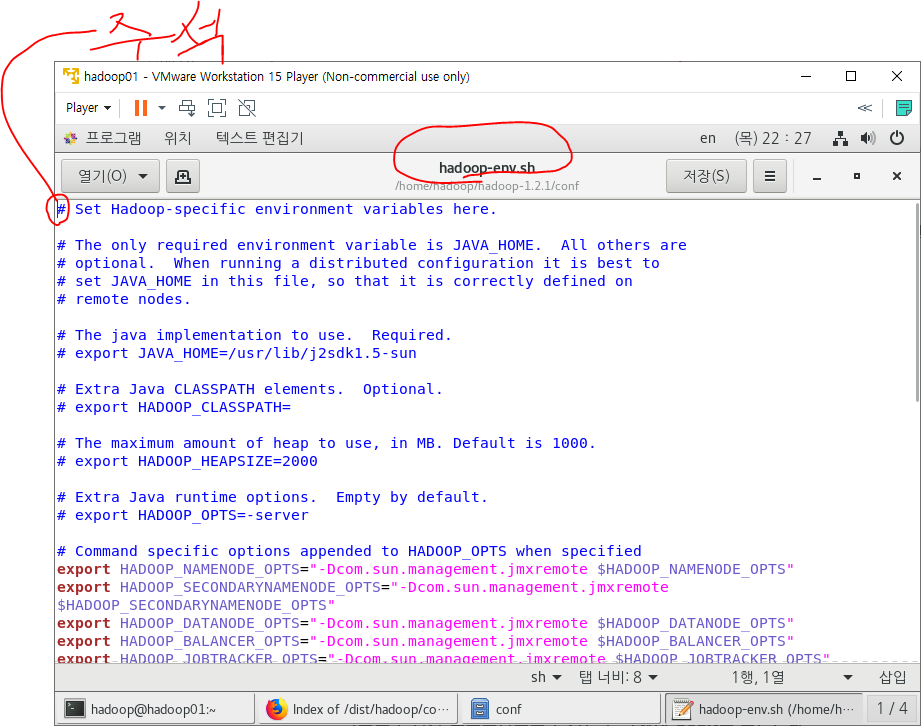 주석
hadoop01 - VMware Workstation 15 Player (Non-commercial use only)
Player
프로그램 위치 텍스트 편집기 en (목) 22 : 27
열기(O) hadoop-env.sh 저장(S)
/home/hadoop/hadoop-1.2.1/conf
# Set Hadoop-specific environment variables here.
# The only required environment variable is JAVA_HOME.  All others are
# optional.  When running a distributed configuration it is best to
# set JAVA_HOME in this file, so that it is correctly defined on
# remote nodes.
# The java implementation to use.  Required.
# export JAVA_HOME=/usr/lib/j2sdk1.5-sun
# Extra Java CLASSPATH elements.  Optional.
# export HADOOP_CLASSPATH=
# The maximum amount of heap to use, in MB. Default is 1000.
# export HADOOP_HEAPSIZE=2000
# Extra Java runtime options.  Empty by default.
# export HADOOP_OPTS=-server
# Command specific options appended to HADOOP_OPTS when specified
export HADOOP_NAMENODE_OPTS="-Dcom.sun.management.jmxremote $HADOOP_NAMENODE_OPTS"
export HADOOP_SECONDARYNAMENODE_OPTS="-Dcom.sun.management.jmxremote
$HADOOP_SECONDARYNAMENODE_OPTS"
export HADOOP_DATANODE_OPTS="-Dcom.sun.management.jmxremote $HADOOP_DATANODE_OPTS"
export HADOOP_BALANCER_OPTS="-Dcom.sun.management.jmxremote $HADOOP_BALANCER_OPTS"
export HADOOP_JOBTRACKER_OPTS="-Dcom.sun.management.jmxremote $HADOOP_JOBTRACKER_OPTS"
sh 탭 너비: 8 1행, 1열 삽입
hadoop@hadoop01:~ Index of /dist/hadoop/co… conf hadoop-env.sh (/home/h… 1 / 4